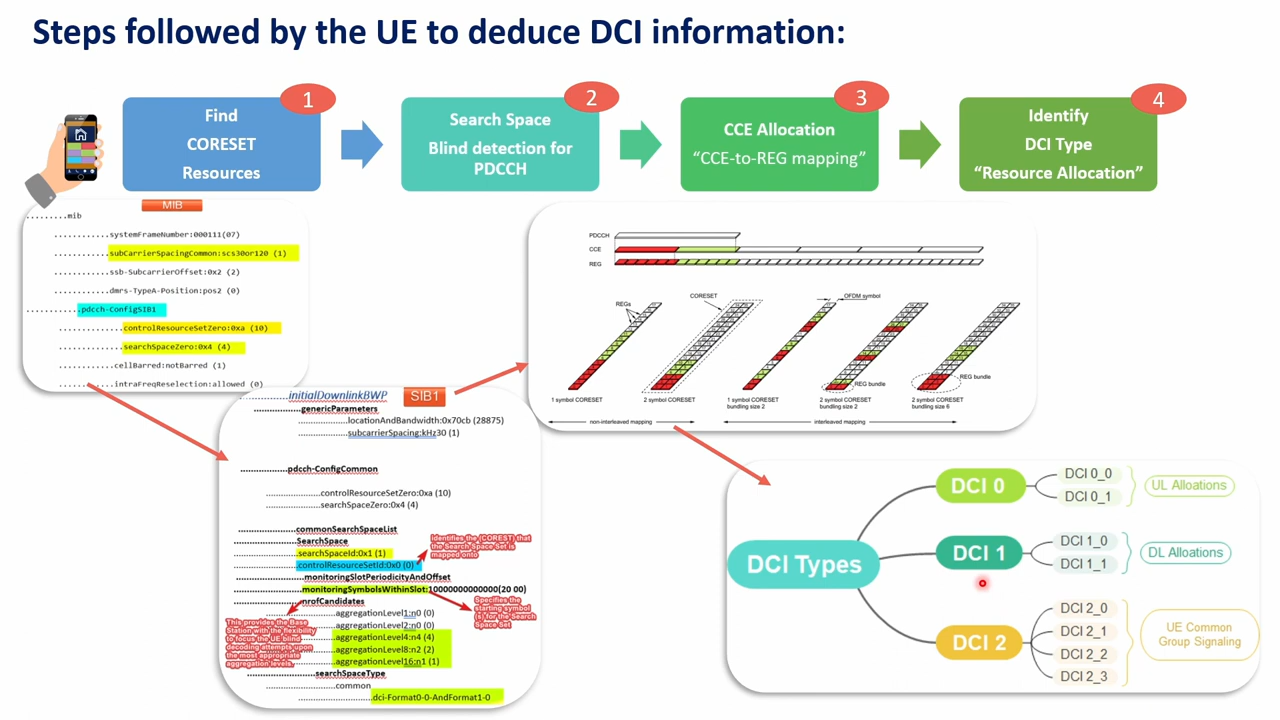 Steps followed by the UE to deduce DCI information:
1
Find
CORESET
Resources
2
Search Space
Blind detection for
PDCCH
3
CCE Allocation
“CCE-to-REG mapping”
4
Identify
DCI Type
“Resource Allocation”
MIB
..........mib
............systemFrameNumber:000111(07)
............subCarrierSpacingCommon:scs30or120 (1)
............ssb-SubcarrierOffset:0x2 (2)
............dmrs-TypeA-Position:pos2 (0)
............pdcch-ConfigSIB1
..............controlResourceSetZero:0xa (10)
..............searchSpaceZero:0x4 (4)
............cellBarred:notBarred (1)
............intraFreqReselection:allowed (0)
SIB1
................initialDownlinkBWP
................genericParameters
................locationAndBandwidth:0x70cb (28875)
................subcarrierSpacing:kHz30 (1)
................pdcch-ConfigCommon
................controlResourceSetZero:0xa (10)
................searchSpaceZero:0x4 (4)
................commonSearchSpaceList
................SearchSpace
................searchSpaceId:0x1 (1)
................controlResourceSetId:0x0 (0)
................monitoringSlotPeriodicityAndOffset
................monitoringSymbolsWithinSlot:10000000000000(20 00)
................nrofCandidates
................aggregationLevel1:n0 (0)
................aggregationLevel2:n0 (0)
................aggregationLevel4:n4 (4)
................aggregationLevel8:n2 (2)
................aggregationLevel16:n1 (1)
................searchSpaceType
................common
................dci-Format0-0-AndFormat1-0
Identifies the (COREST) that
the Search Space Set is
mapped onto
Specifies the
starting symbol
(s for the Search
Space Set
This provides the Base
Station with the flexibility
to focus the UE blind
decoding attempts upon
the most appropriate
aggregation levels.
PDCCH
CCE
REG
REGs
CORESET
OFDM symbol
REG bundle
REG bundle
1 symbol CORESET
2 symbol CORESET
1 symbol CORESET
bundling size 2
2 symbol CORESET
bundling size 2
2 symbol CORESET
bundling size 6
non-interleaved mapping
interleaved mapping
DCI Types
DCI 0
DCI 0_0
DCI 0_1
UL Alloations
DCI 1
DCI 1_0
DCI 1_1
DL Alloations
DCI 2
DCI 2_0
DCI 2_1
DCI 2_2
DCI 2_3
UE Common
Group Signaling